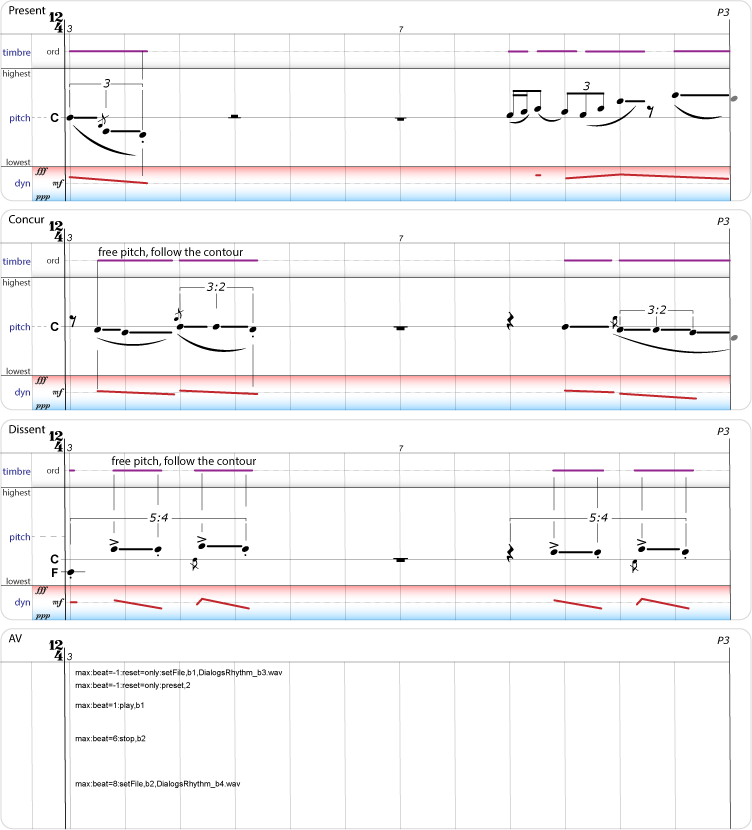 Present
12
4
P3
3
7
timbre
ord
highest
3
3
pitch
C
lowest
fff
dyn
mf
ppp
Concur
12
4
P3
3
7
free pitch, follow the contour
timbre
ord
highest
3:2
3:2
pitch
C
lowest
fff
dyn
mf
ppp
Dissent
12
4
P3
3
7
free pitch, follow the contour
timbre
ord
highest
5:4
5:4
pitch
C
F
lowest
fff
dyn
mf
ppp
AV
12
4
P3
3
max:beat=-1:reset=only:setFile,b1,DialogsRhythm_b3.wav
max:beat=-1:reset=only:preset,2
max:beat=1:play,b1
max:beat=6:stop,b2
max:beat=8:setFile,b2,DialogsRhythm_b4.wav